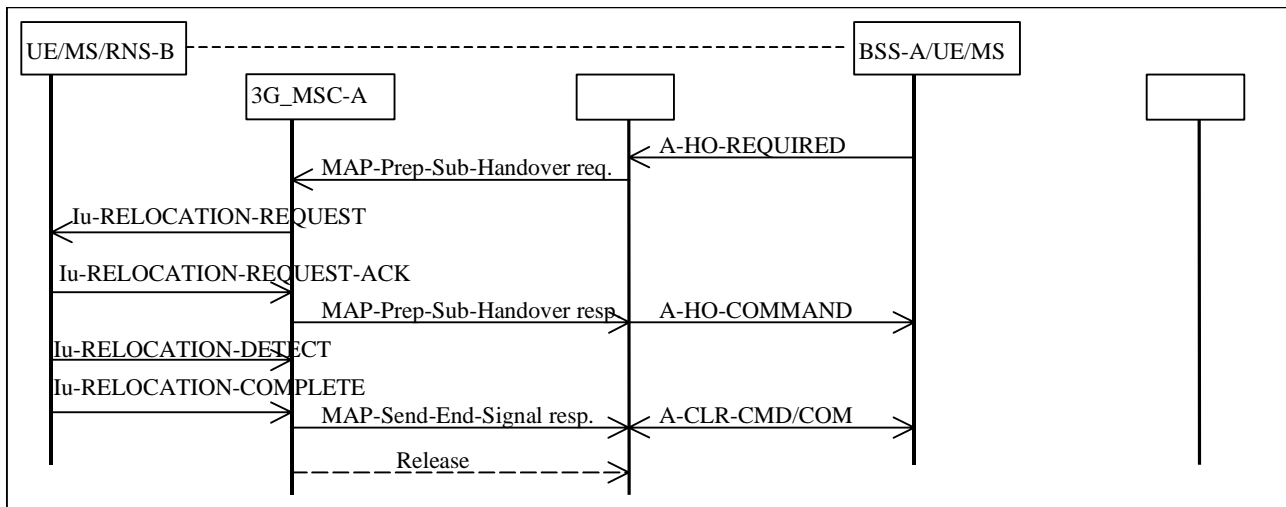 UE/MS/RNS-B
BSS-A/UE/MS
3G_MSC-A
A-HO-REQUIRED
MAP-Prep-Sub-Handover req.
Iu-RELOCATION-REQUEST
Iu-RELOCATION-REQUEST-ACK
MAP-Prep-Sub-Handover resp
A-HO-COMMAND
Iu-RELOCATION-DETECT
Iu-RELOCATION-COMPLETE
MAP-Send-End-Signal resp.
A-CLR-CMD/COM
Release